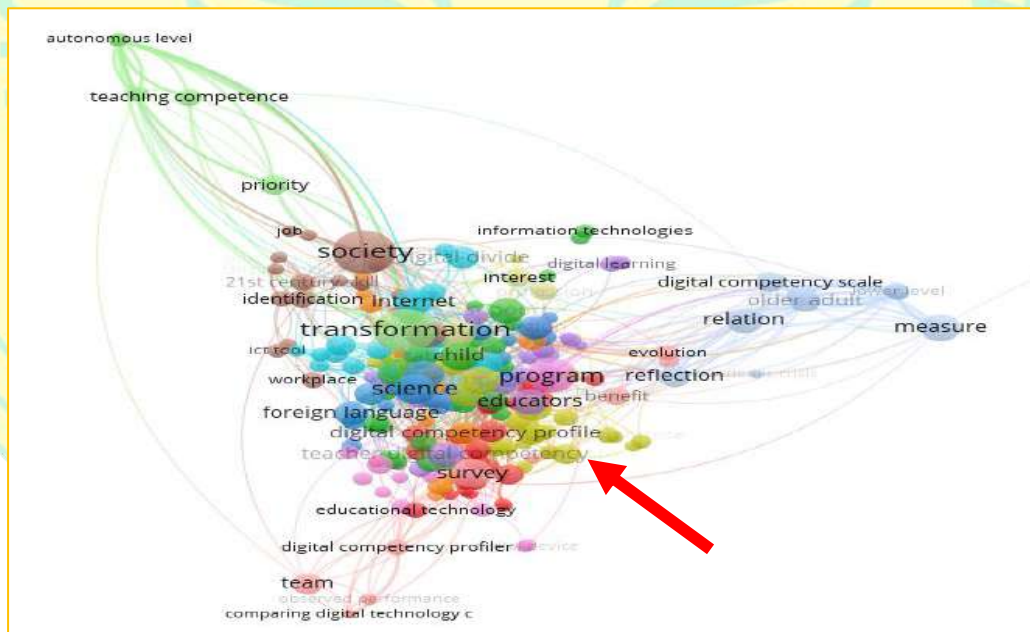 autonomous level
teaching competence
priority
job
information technologies
society
digital divide
digital learning
interest
21st century skill
digital competency scale
lower level
identification
internet
older adult
relation
transformation
measure
ict tool
child
evolution
workplace
science
program
reflection
educators
benefit
foreign language
digital competency profile
teacher digital competency
survey
educational technology
digital competency profiler
device
team
observed performance
comparing digital technology c